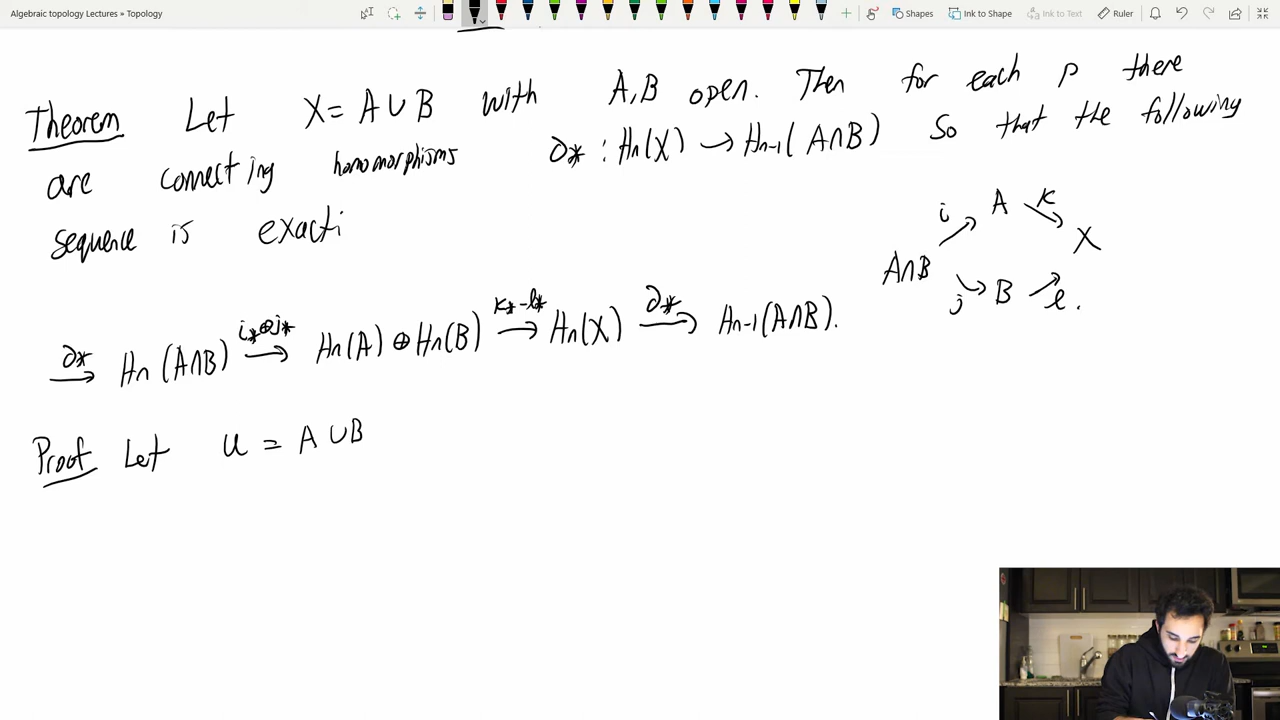 Algebraic topology Lectures » Topology
Shapes Ink to Shape Ink to Text Ruler
Theorem Let X = A ∪ B with A, B open. Then for each p there
are connecting homomorphisms ∂* : Hn(X) → Hn-1(A∩B) So that the following
sequence is exact:
i A k
A∩B X
j B l.
∂* → Hn(A∩B) i*⊕j* → Hn(A) ⊕ Hn(B) k*-l* → Hn(X) ∂* → Hn-1(A∩B).
Proof Let U = A ∪ B